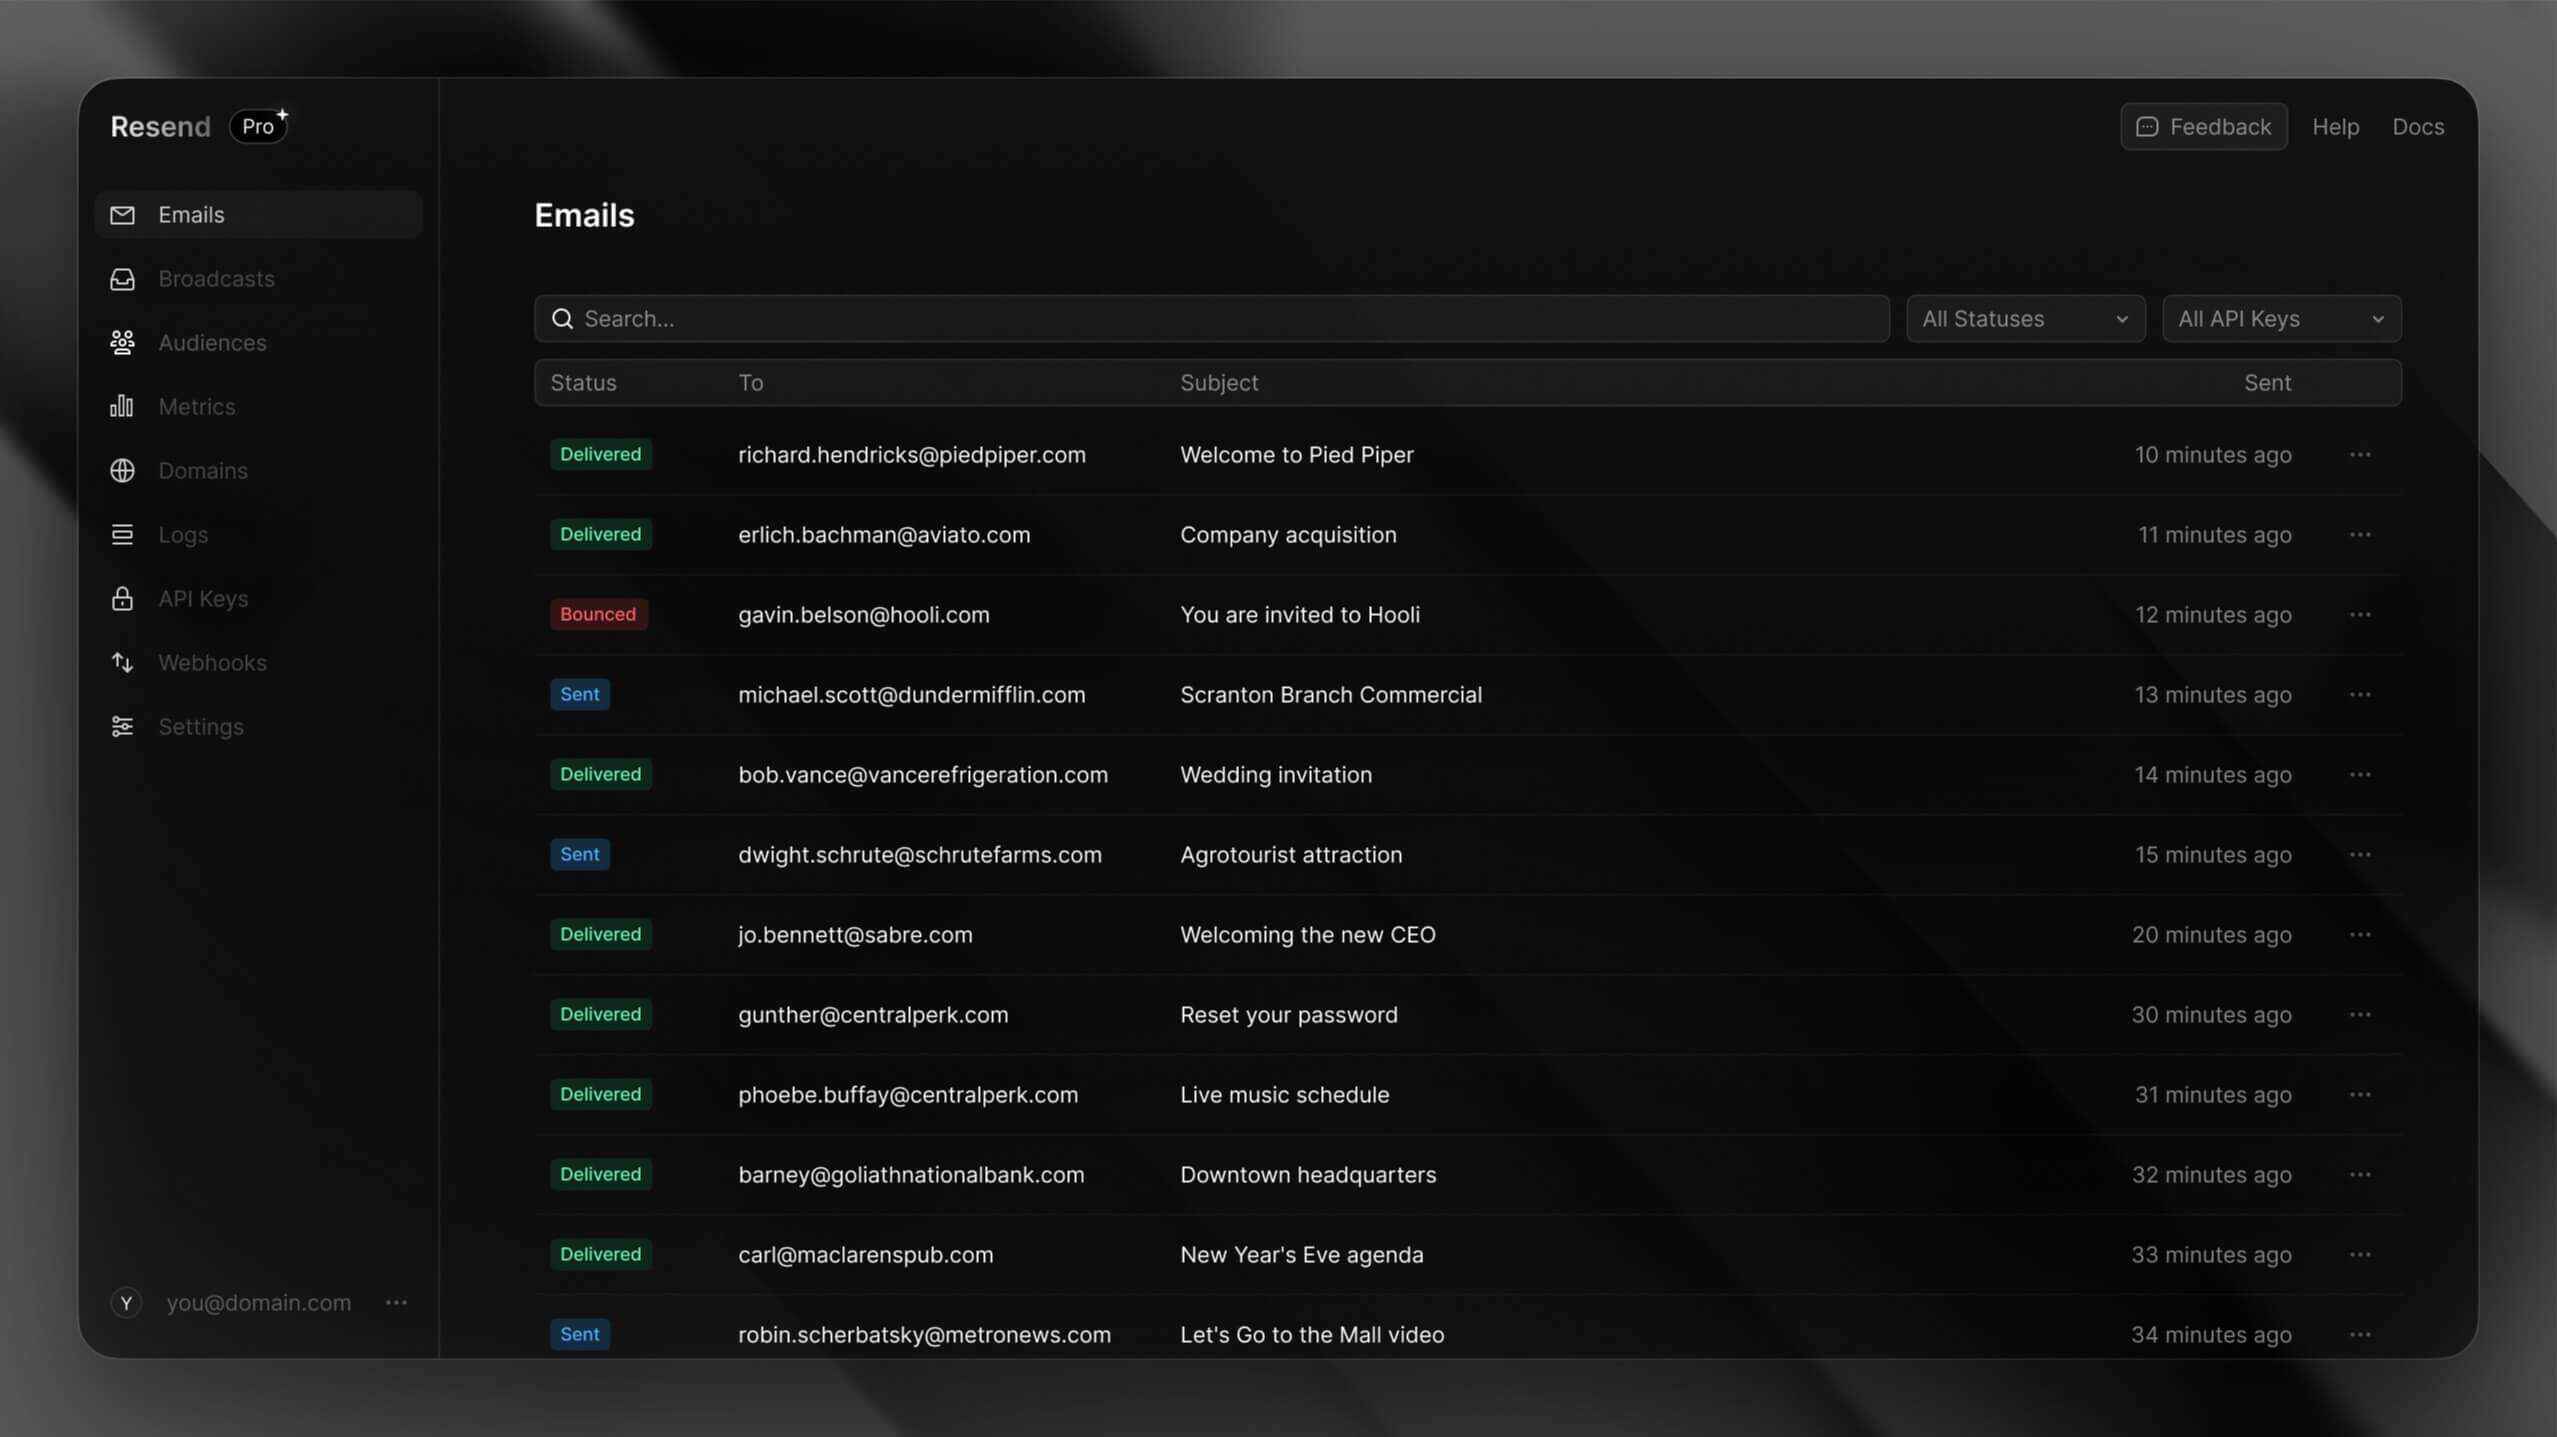 Resend Pro
Feedback Help Docs
Emails
Broadcasts
Audiences
Metrics
Domains
Logs
API Keys
Webhooks
Settings
Y you@domain.com
Emails
Search... All Statuses All API Keys
Status To Subject Sent
Delivered richard.hendricks@piedpiper.com Welcome to Pied Piper 10 minutes ago
Delivered erlich.bachman@aviato.com Company acquisition 11 minutes ago
Bounced gavin.belson@hooli.com You are invited to Hooli 12 minutes ago
Sent michael.scott@dundermifflin.com Scranton Branch Commercial 13 minutes ago
Delivered bob.vance@vancerefrigeration.com Wedding invitation 14 minutes ago
Sent dwight.schrute@schrutefarms.com Agrotourist attraction 15 minutes ago
Delivered jo.bennett@sabre.com Welcoming the new CEO 20 minutes ago
Delivered gunther@centralperk.com Reset your password 30 minutes ago
Delivered phoebe.buffay@centralperk.com Live music schedule 31 minutes ago
Delivered barney@goliathnationalbank.com Downtown headquarters 32 minutes ago
Delivered carl@maclarenspub.com New Year's Eve agenda 33 minutes ago
Sent robin.scherbatsky@metronews.com Let's Go to the Mall video 34 minutes ago